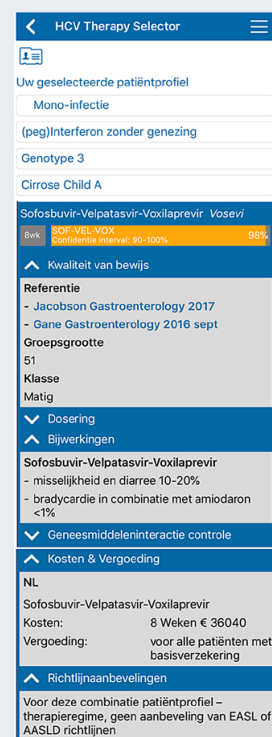 HCV Therapy Selector
Uw geselecteerde patiëntprofiel
Mono-infectie
(peg)Interferon zonder genezing
Genotype 3
Cirrose Child A
Sofosbuvir-Velpatasvir-Voxilaprevir Vosevi
8wk SOF-VEL-VOX 98%
Confidentie interval: 90-100%
Kwaliteit van bewijs
Referentie
- Jacobson Gastroenterology 2017
- Gane Gastroenterology 2016 sept
Groepsgrootte
51
Klasse
Matig
Dosering
Bijwerkingen
Sofosbuvir-Velpatasvir-Voxilaprevir
- misselijkheid en diarree 10-20%
- bradycardie in combinatie met amiodaron
<1%
Geneesmiddeleninteractie controle
Kosten & Vergoeding
NL
Sofosbuvir-Velpatasvir-Voxilaprevir
Kosten: 8 Weken € 36040
Vergoeding: voor alle patiënten met
basisverzekering
Richtlijnaanbevelingen
Voor deze combinatie patiëntprofiel –
therapieregime, geen aanbeveling van EASL of
AASLD richtlijnen